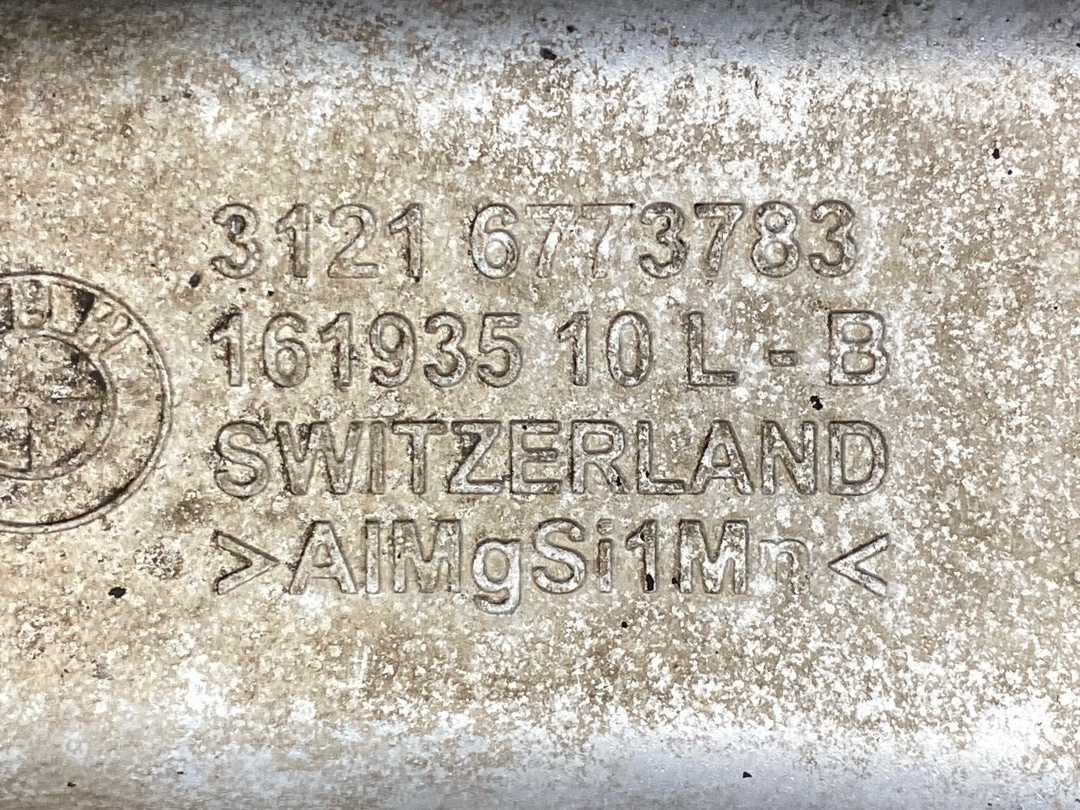 3121 6773783
161935 10 L - B
SWITZERLAND
>AlMgSi1Mn<